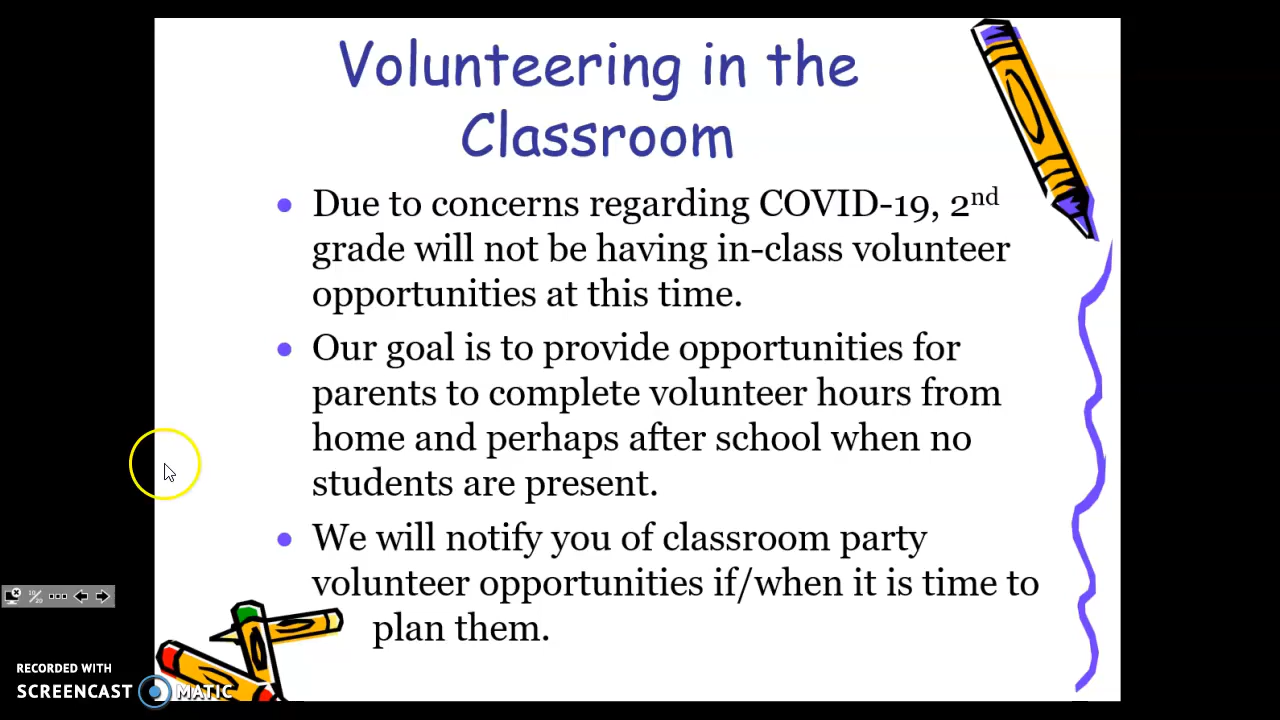 Volunteering in the
Classroom
• Due to concerns regarding COVID-19, 2nd
grade will not be having in-class volunteer
opportunities at this time.
• Our goal is to provide opportunities for
parents to complete volunteer hours from
home and perhaps after school when no
students are present.
• We will notify you of classroom party
volunteer opportunities if/when it is time to
plan them.
RECORDED WITH
SCREENCAST MATIC